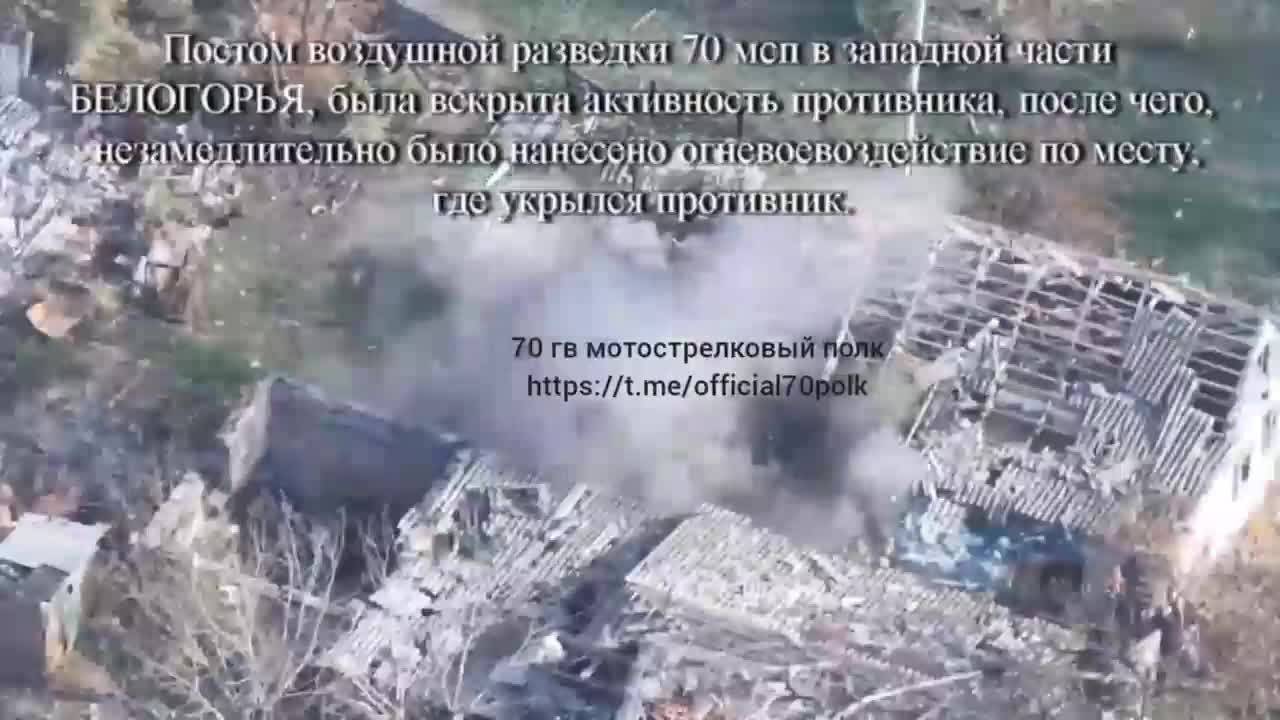 Постом воздушной разведки 70 мсп в западной части
БЕЛОГОРЬЯ, была вскрыта активность противника, после чего,
незамедлительно было нанесено огневоевоздействие по месту,
где укрылся противник.
70 гв мотострелковый полк
https://t.me/official70polk